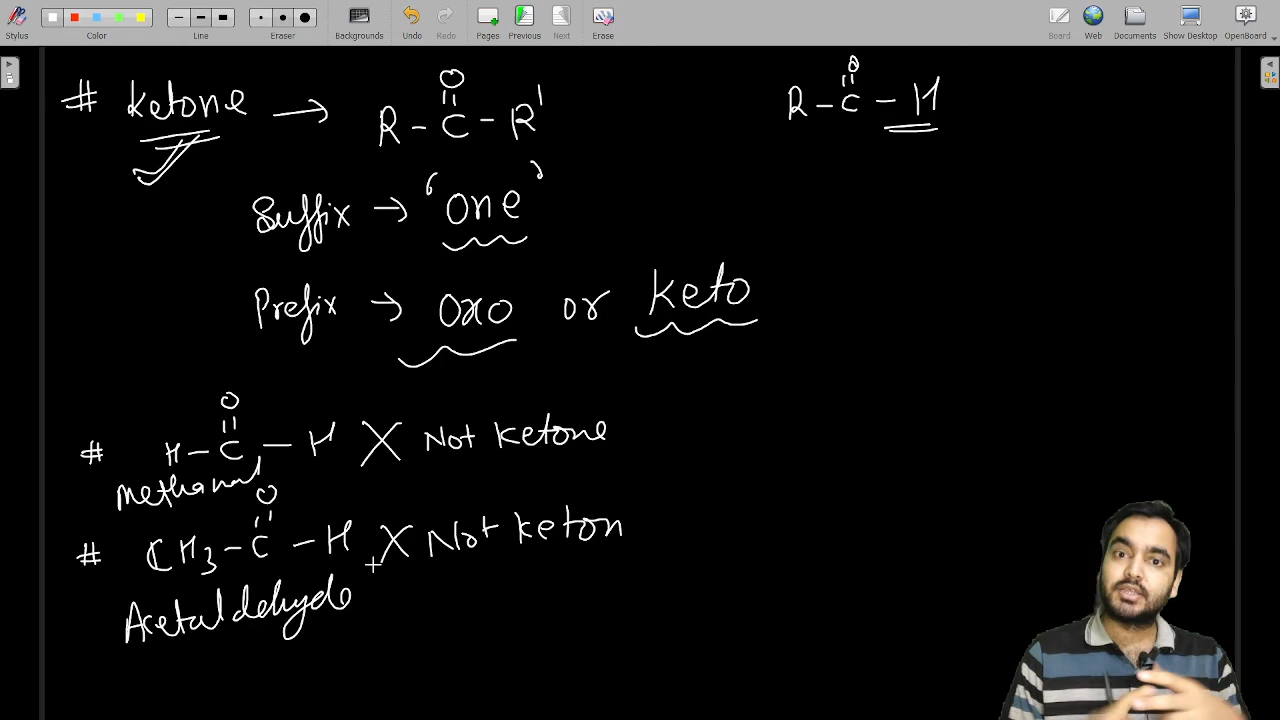 Stylus Color Line Eraser Backgrounds Undo Redo Pages Previous Next Erase Board Web Documents Show Desktop OpenBoard
# Ketone → R - C - R'
O
R - C - H
O
Suffix → 'one'
Prefix → oxo or keto
O
# H - C - H X Not Ketone
Methanal
O
# CH3 - C - H X Not Keton
Acetaldehyde